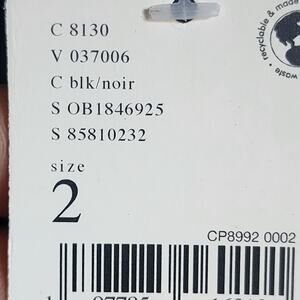 C 8130
V 037006
C blk/noir
S OB1846925
S 85810232
size
2
CP8992 0002
recyclable & made
waste